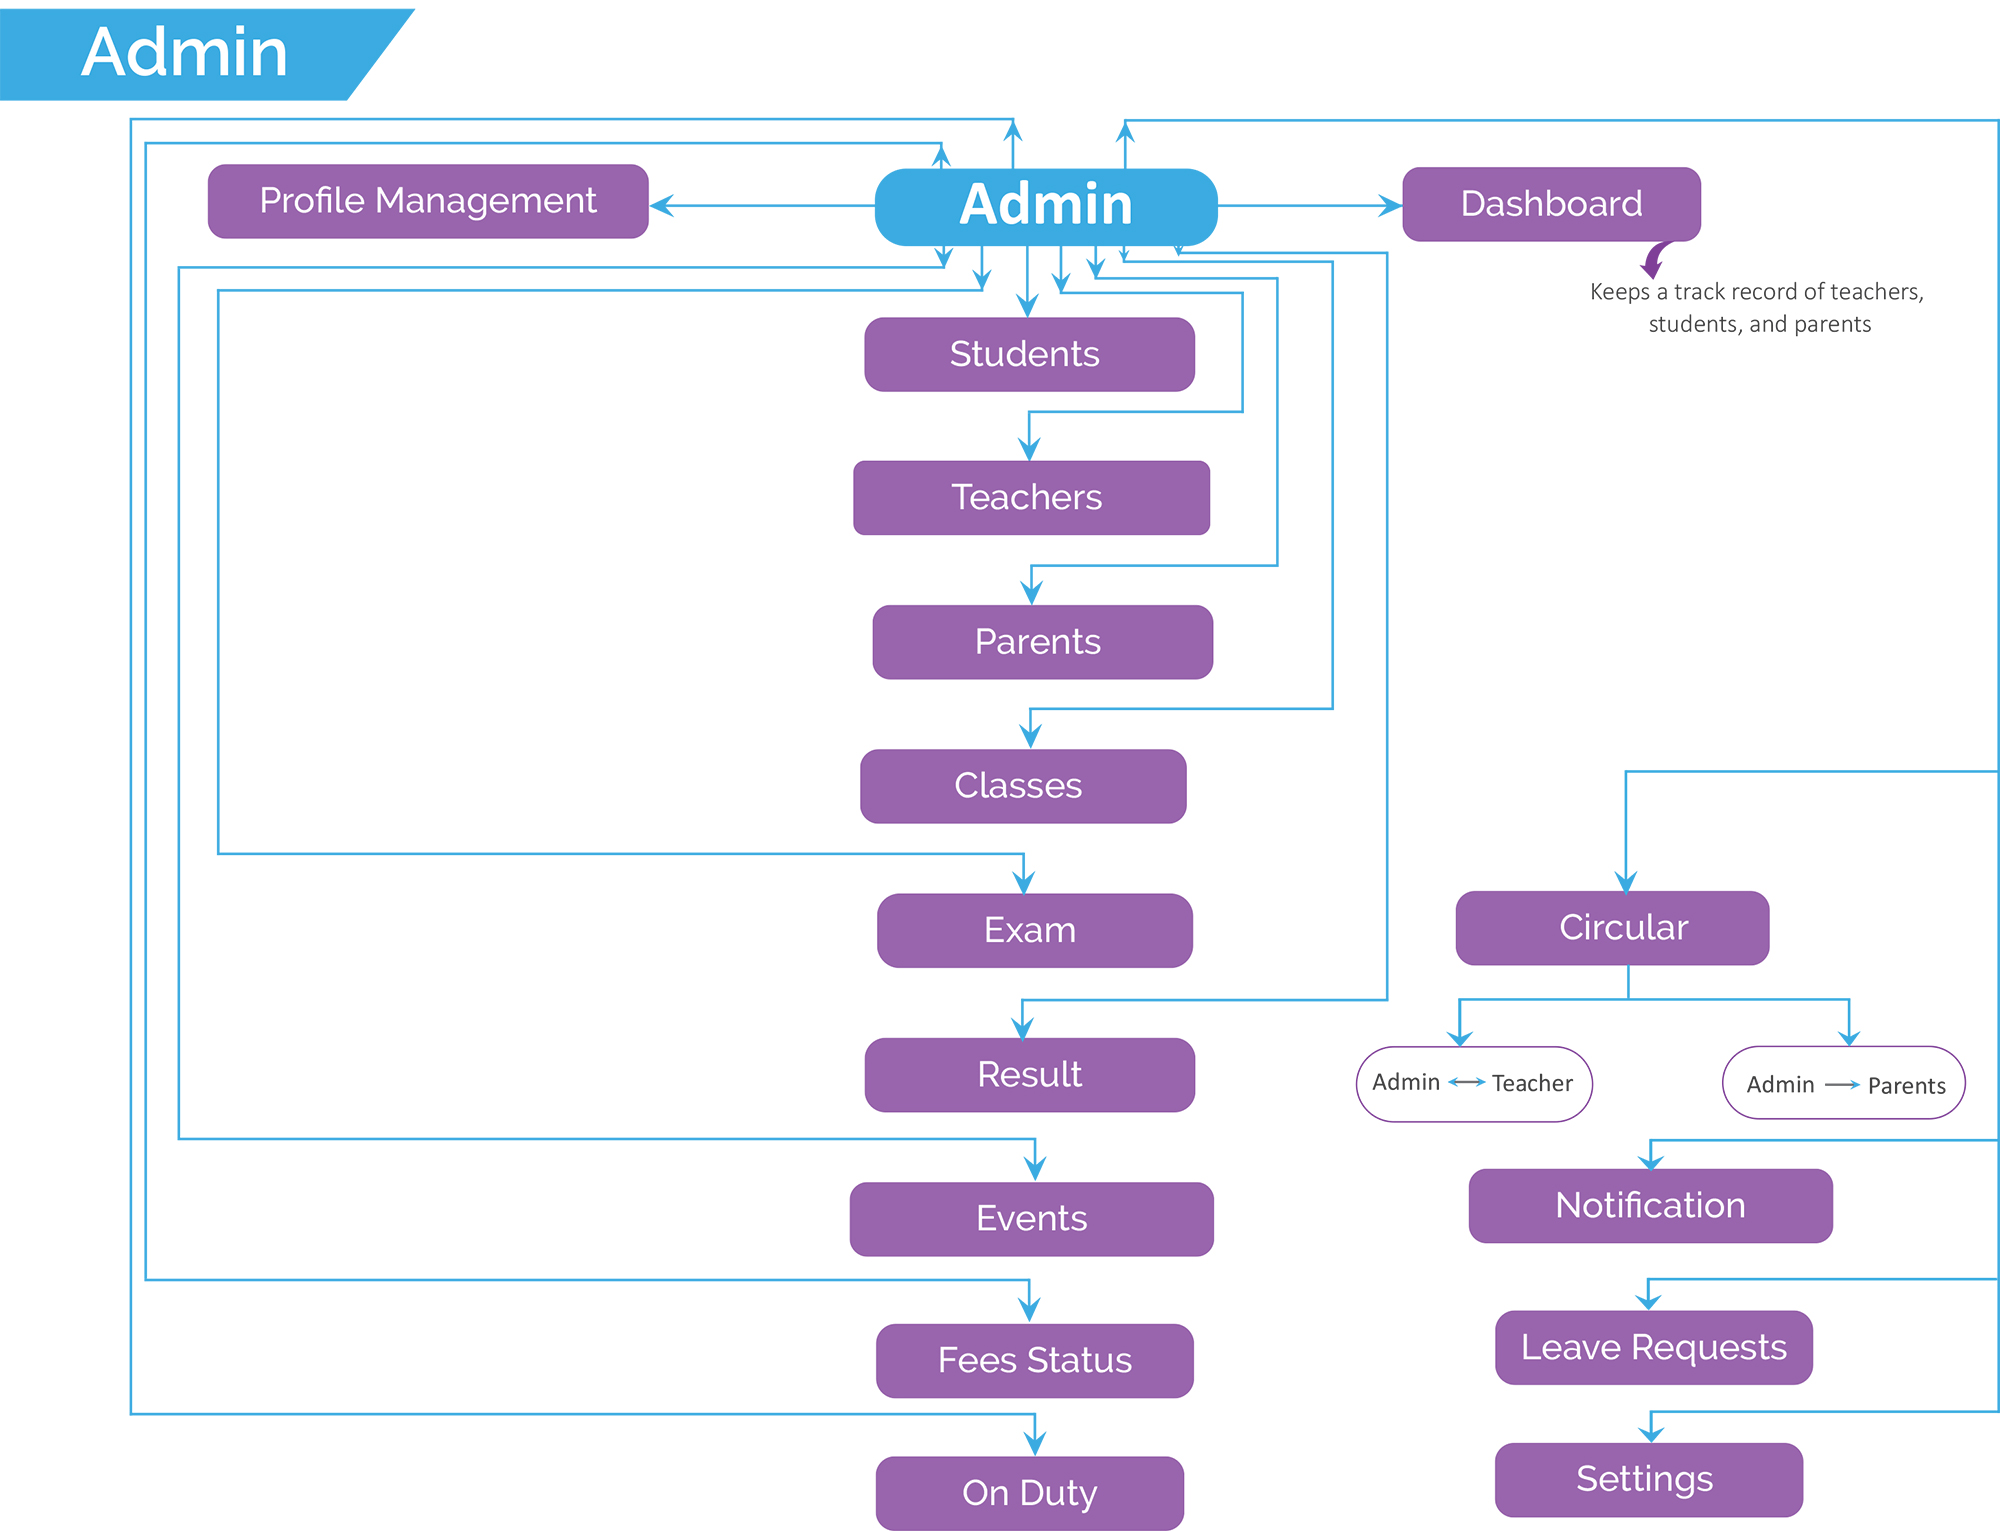 Admin
Profile Management
Admin
Dashboard
Keeps a track record of teachers,
students, and parents
Students
Teachers
Parents
Classes
Exam
Circular
Result
Admin Teacher
Admin Parents
Events
Notification
Fees Status
Leave Requests
On Duty
Settings